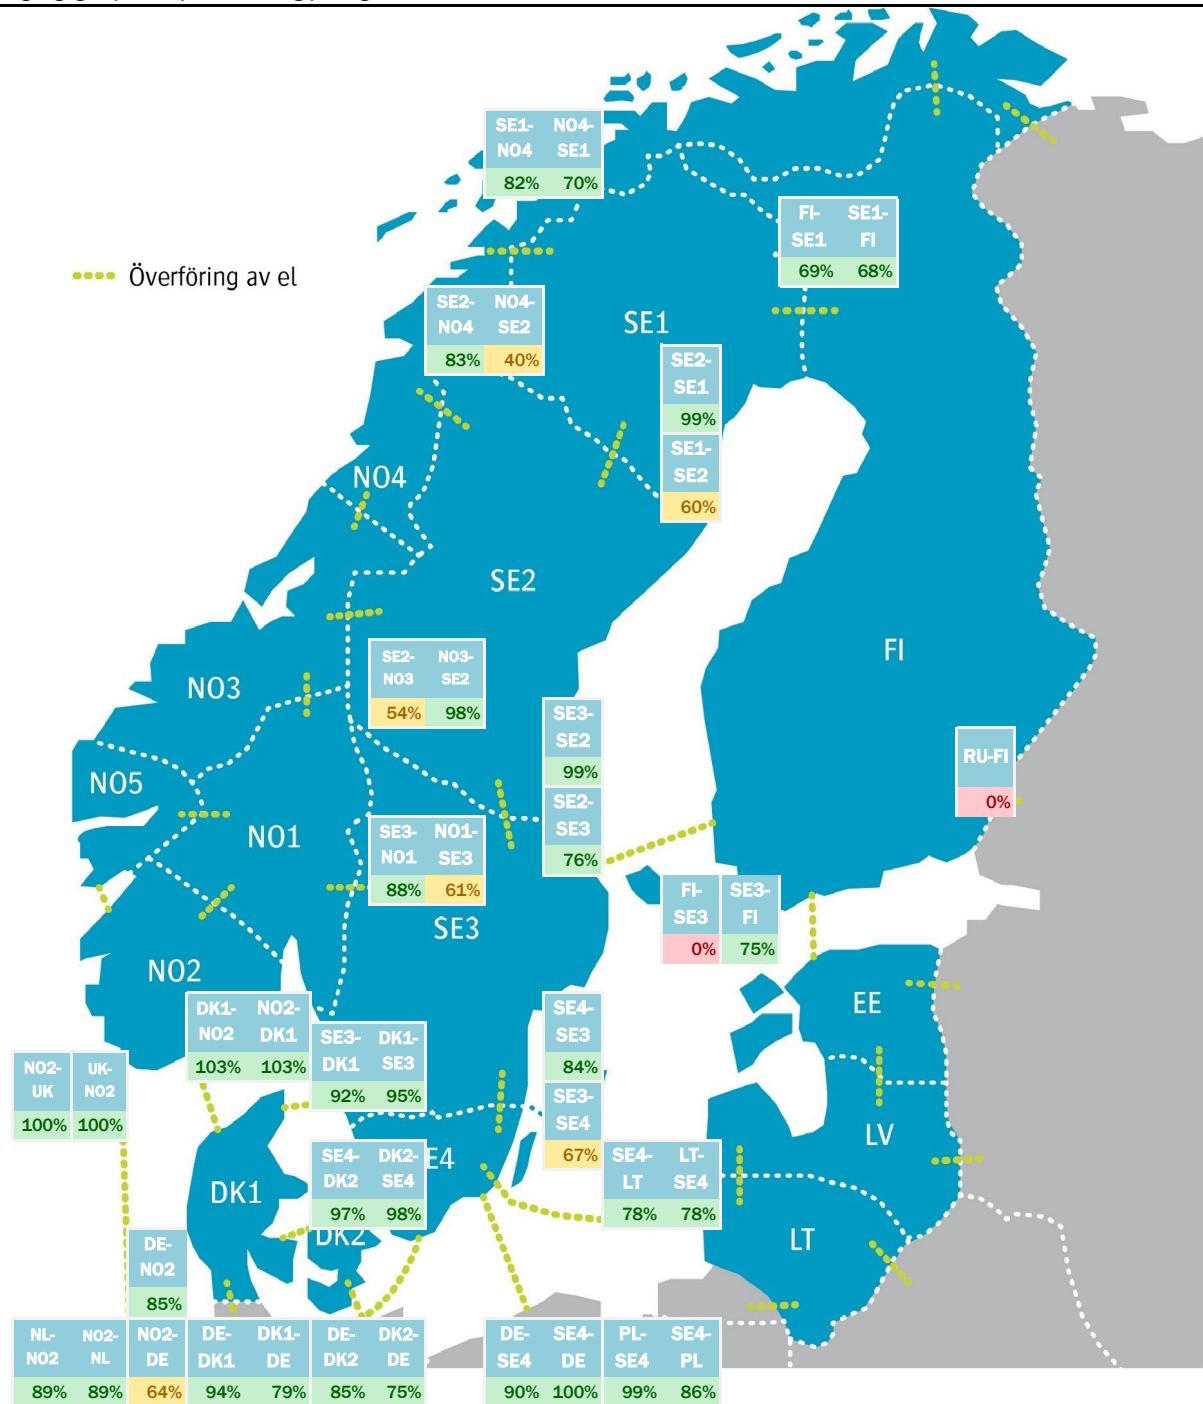 SE1- NO4-
NO4 SE1
82% 70%
FI- SE1-
SE1 FI
69% 68%
Överföring av el
SE2- NO4-
NO4 SE2
83% 40%
SE1
SE2-
SE1
99%
SE1-
SE2
60%
NO4
SE2
FI
SE2- NO3-
NO3 SE2
54% 98%
NO3
SE3-
SE2
99%
SE2-
SE3
76%
RU-FI
0%
NO5
NO1
SE3- NO1-
NO1 SE3
88% 61%
SE3
FI- SE3-
SE3 FI
0% 75%
NO2
EE
DK1- NO2-
NO2 DK1
103% 103%
SE3- DK1-
DK1 SE3
92% 95%
SE4-
SE3
84%
SE3-
SE4
67%
NO2- UK-
UK NO2
100% 100%
LV
SE4- DK2-
DK2 SE4
97% 98%
E4
SE4- LT-
LT SE4
78% 78%
DK1
DK2
LT
DE-
NO2
85%
NL- NO2- NO2- DE- DK1- DE- DK2-
NO2 NL DE DK1 DE DK2 DE
89% 89% 64% 94% 79% 85% 75%
DE- SE4- PL- SE4-
SE4 DE SE4 PL
90% 100% 99% 86%